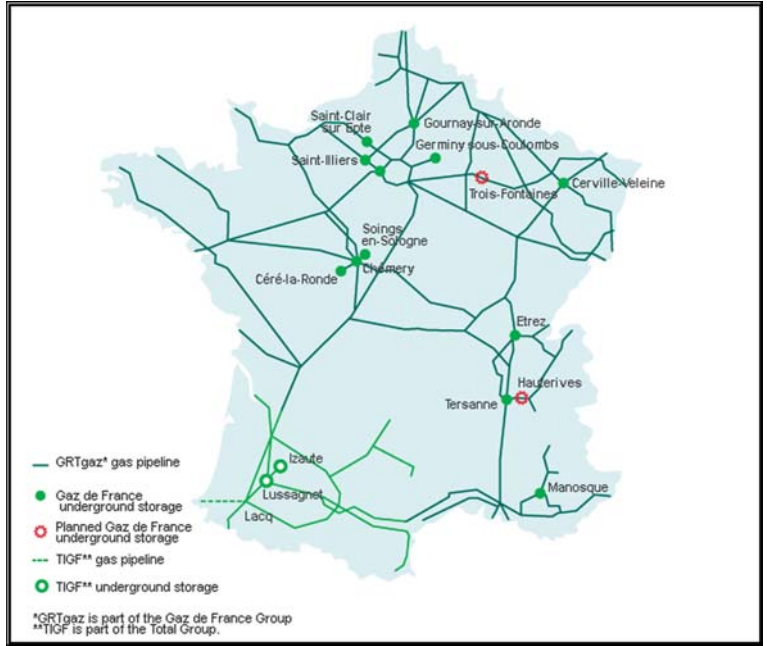 Saint-Clair
sur Epte
Gournay-sur-Aronde
Germiny sous-Coulombs
Saint-Illiers
Trois-Fontaines
Cerville-Veleine
Soings
en-Sologne
Chémery
Céré-la-Ronde
Etrez
Hauterives
Tersanne
Izaute
Lussagnet
Lacq
Manosque
GRTgaz* gas pipeline
Gaz de France
underground storage
Planned Gaz de France
underground storage
TIGF** gas pipeline
TIGF** underground storage
*GRTgaz is part of the Gaz de France Group
**TIGF is part of the Total Group.